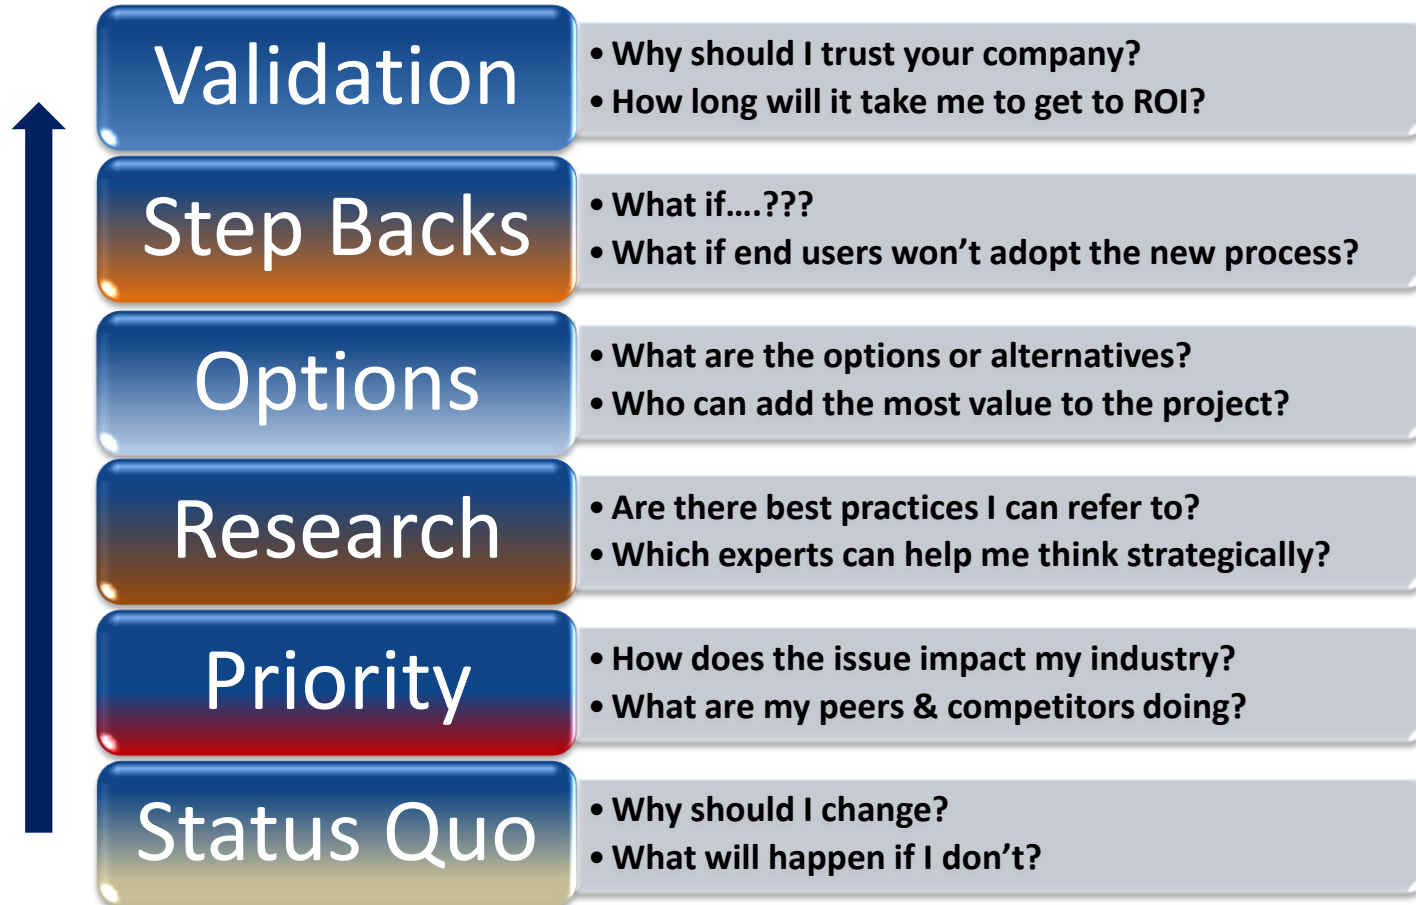 Validation
• Why should I trust your company?
• How long will it take me to get to ROI?
Step Backs
• What if....???
• What if end users won’t adopt the new process?
Options
• What are the options or alternatives?
• Who can add the most value to the project?
Research
• Are there best practices I can refer to?
• Which experts can help me think strategically?
Priority
• How does the issue impact my industry?
• What are my peers & competitors doing?
Status Quo
• Why should I change?
• What will happen if I don’t?